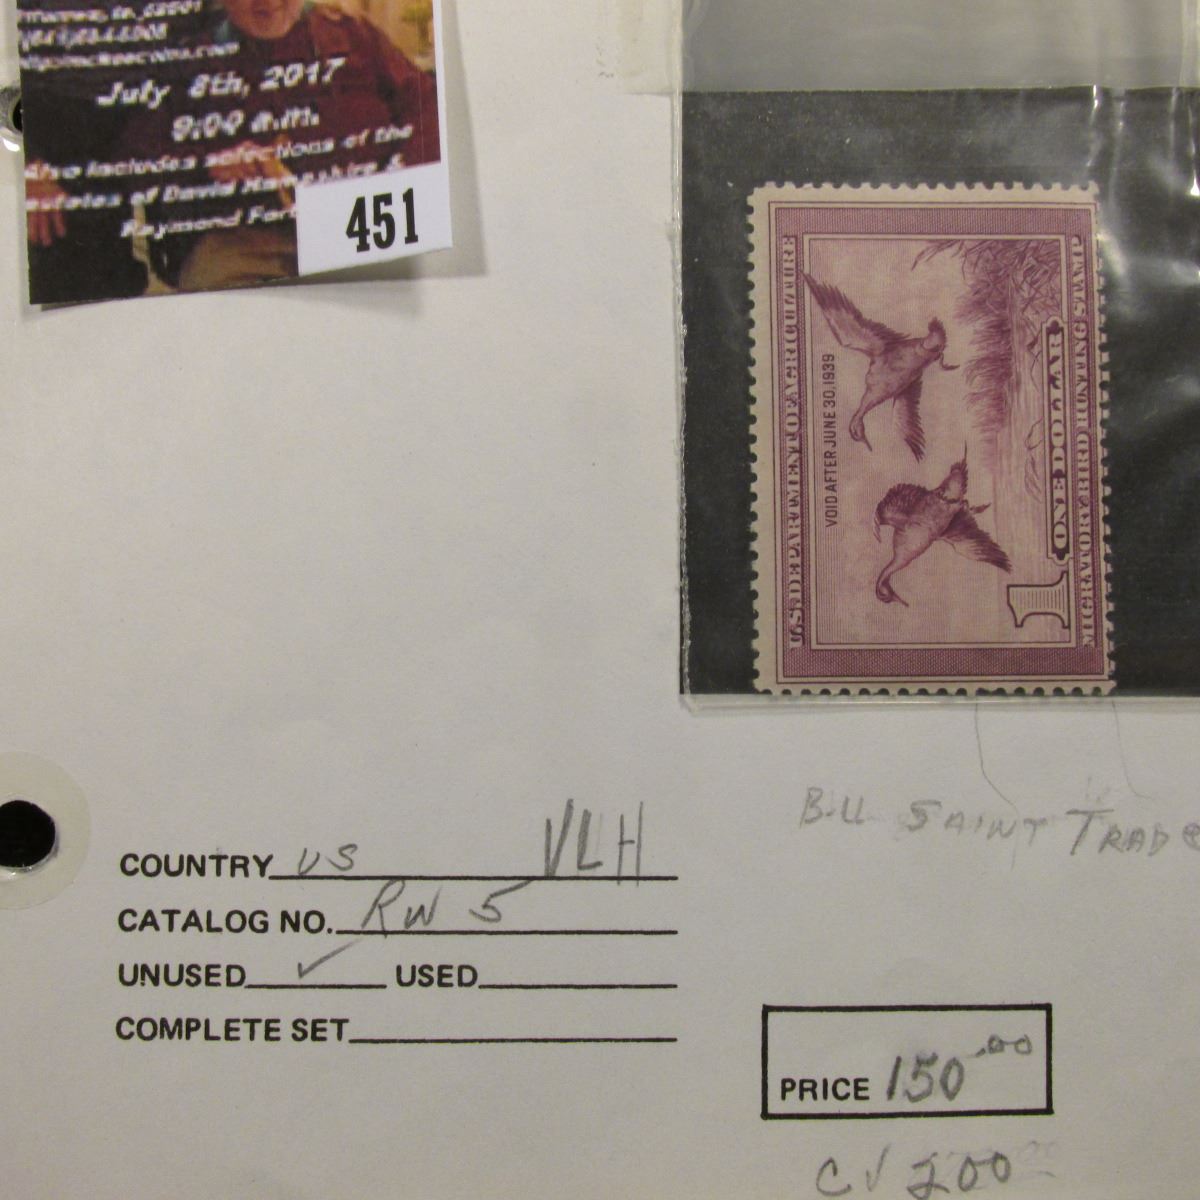 July 8th, 2017
9:00 a.m.
Also includes selections of the
estates of David Hampshire &
Raymond
451
U.S. DEPARTMENT OF AGRICULTURE
VOID AFTER JUNE 30, 1939
1 ONE DOLLAR
MIGRATORY BIRD HUNTING STAMP
SAINT TRADE
COUNTRY US VLH
CATALOG NO. RW 5
UNUSED ✓ USED
COMPLETE SET
PRICE 150.00
CV 200